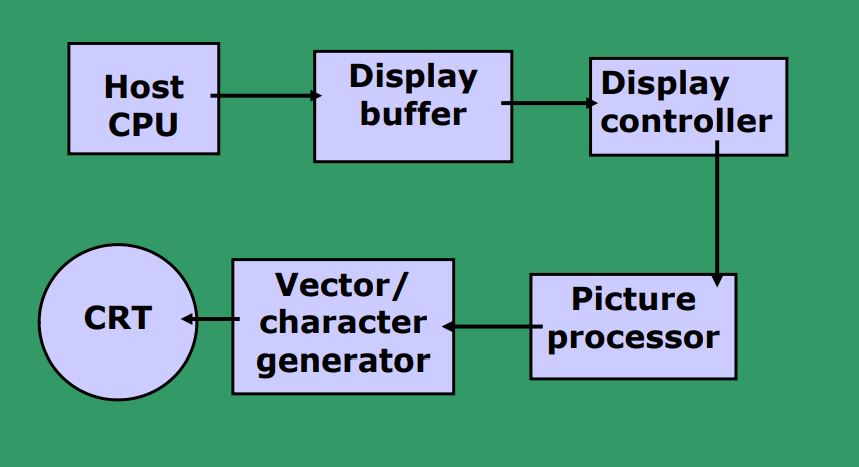 Host
CPU
Display
buffer
Display
controller
CRT
Vector/
character
generator
Picture
processor